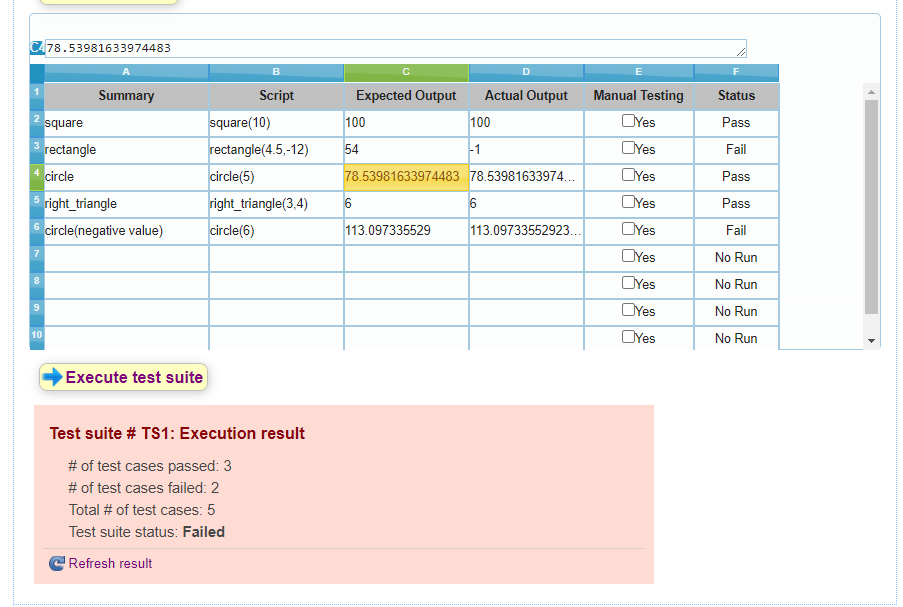 C4 78.53981633974483
A B C D E F
1 Summary Script Expected Output Actual Output Manual Testing Status
2 square square(10) 100 100 Yes Pass
3 rectangle rectangle(4.5,-12) 54 -1 Yes Fail
4 circle circle(5) 78.53981633974483 78.53981633974... Yes Pass
5 right_triangle right_triangle(3,4) 6 6 Yes Pass
6 circle(negative value) circle(6) 113.097335529 113.09733552923... Yes Fail
7 Yes No Run
8 Yes No Run
9 Yes No Run
10 Yes No Run
Execute test suite
Test suite # TS1: Execution result
# of test cases passed: 3
# of test cases failed: 2
Total # of test cases: 5
Test suite status: Failed
Refresh result